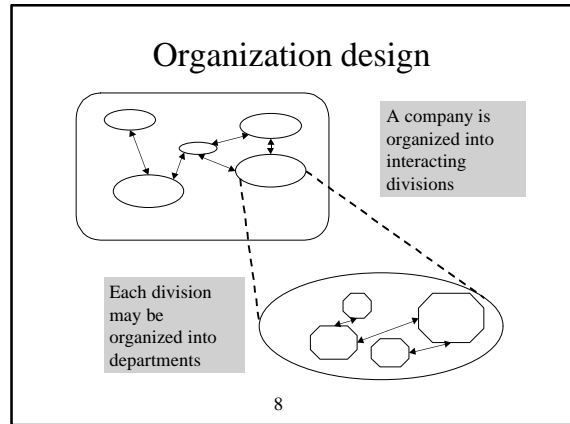 Organization design
A company is
organized into
interacting
divisions
Each division
may be
organized into
departments
8